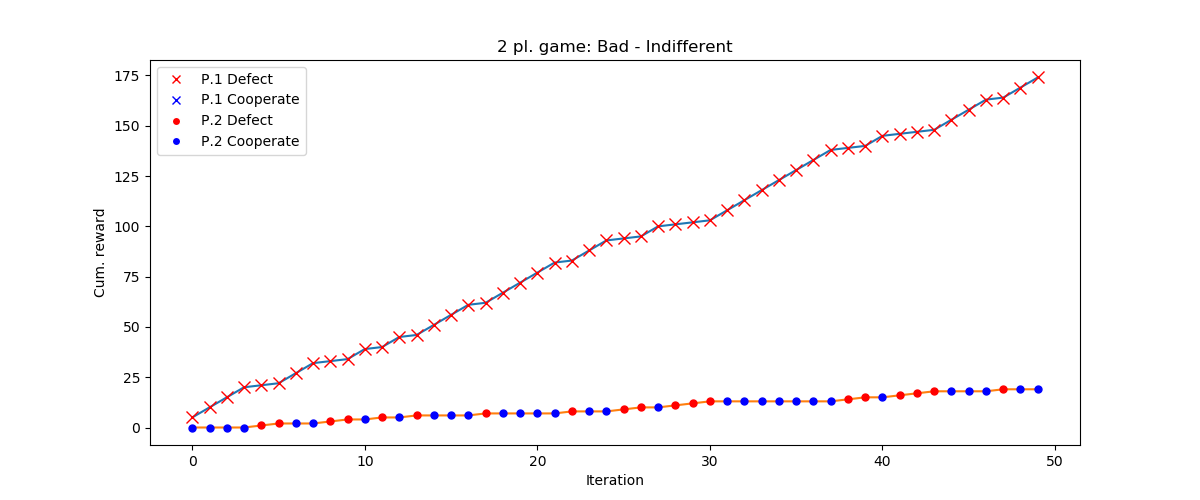 2 pl. game: Bad - Indifferent
P.1 Defect
P.1 Cooperate
P.2 Defect
P.2 Cooperate
175
150
125
100
75
50
25
0
Cum. reward
0 10 20 30 40 50
Iteration